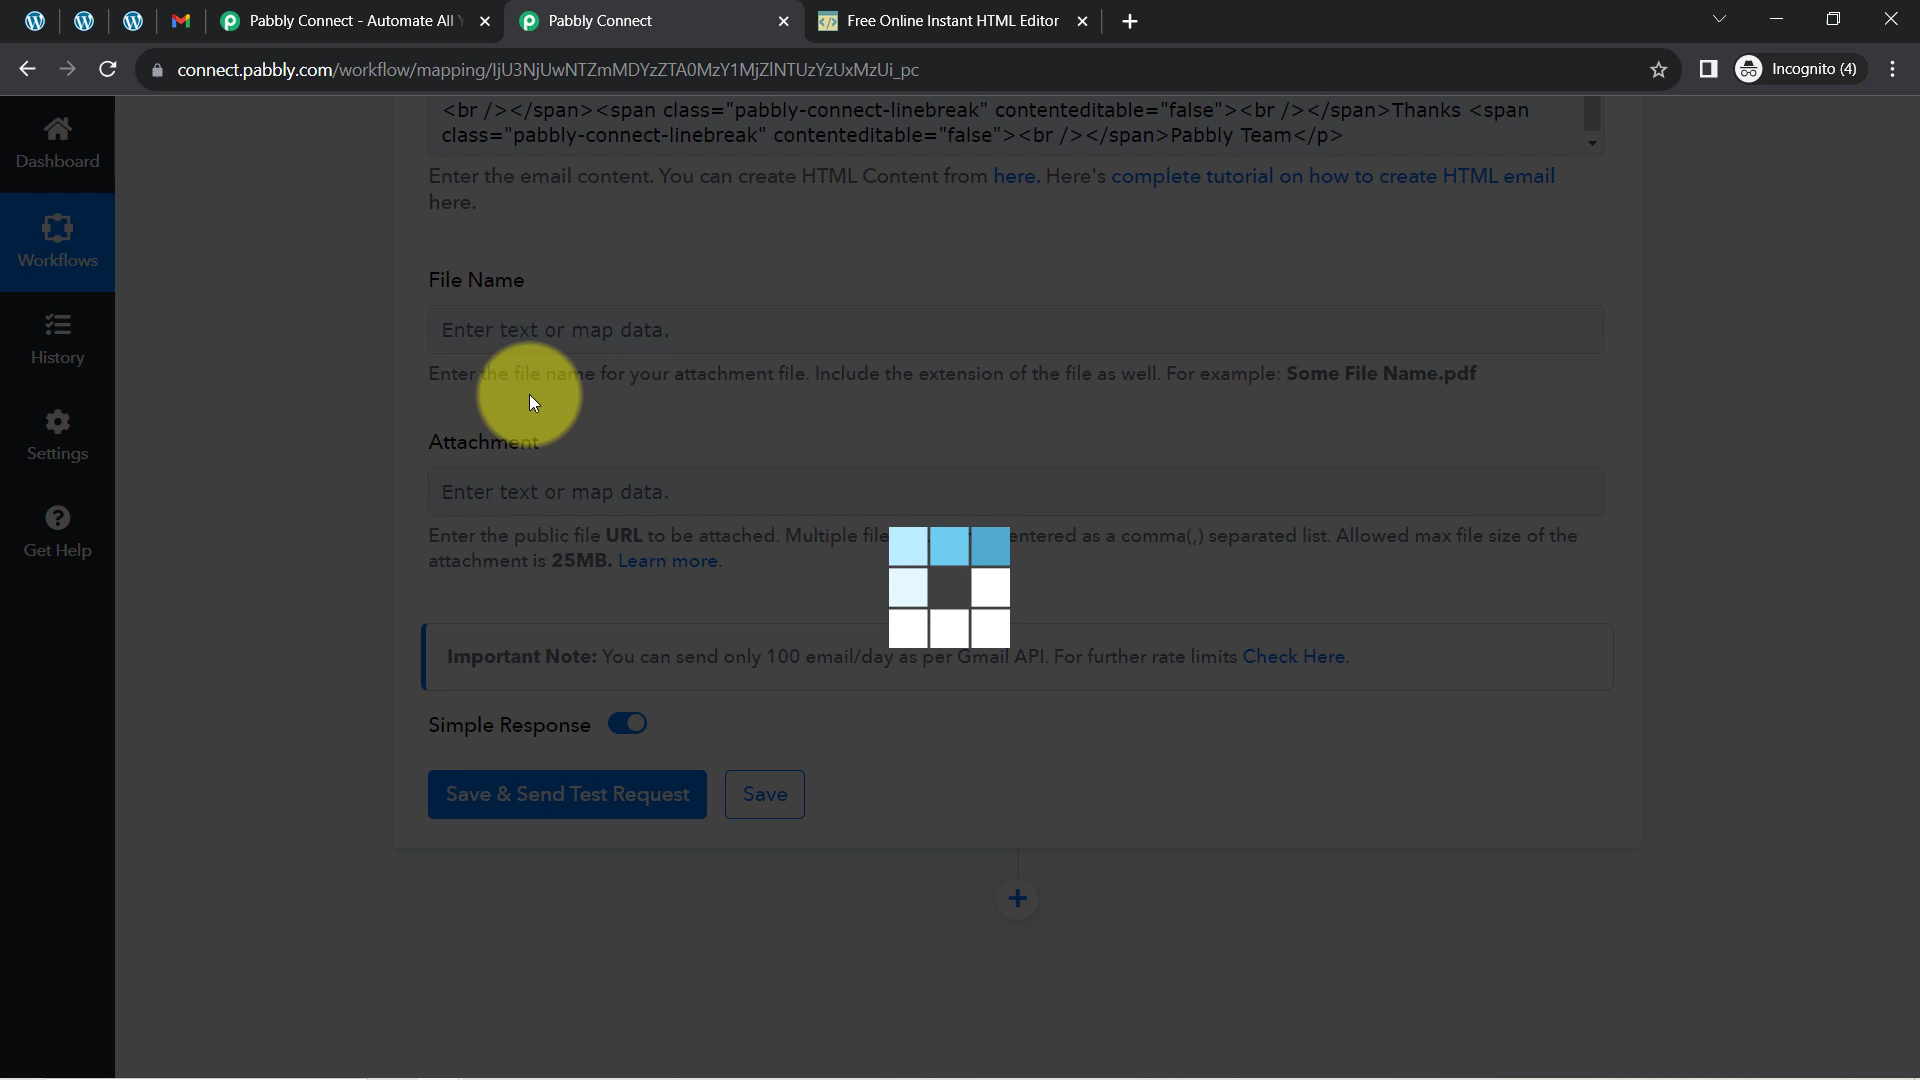 Pabbly Connect - Automate All
Pabbly Connect
Free Online Instant HTML Editor
connect.pabbly.com/workflow/mapping/IjU3NjUwNTZmMDYzZTA0MzY1MjZlNTUzYzUxMzUi_pc
Incognito (4)
Dashboard
Workflows
History
Settings
Get Help
<br /></span><span class="pabbly-connect-linebreak" contenteditable="false"><br /></span>Thanks <span
class="pabbly-connect-linebreak" contenteditable="false"><br /></span>Pabbly Team</p>
Enter the email content. You can create HTML Content from here. Here's complete tutorial on how to create HTML email
here.
File Name
Enter text or map data.
Enter the file name for your attachment file. Include the extension of the file as well. For example: Some File Name.pdf
Attachment
Enter text or map data.
Enter the public file URL to be attached. Multiple file entered as a comma(,) separated list. Allowed max file size of the
attachment is 25MB. Learn more.
Important Note: You can send only 100 email/day as per Gmail API. For further rate limits Check Here.
Simple Response
Save & Send Test Request
Save